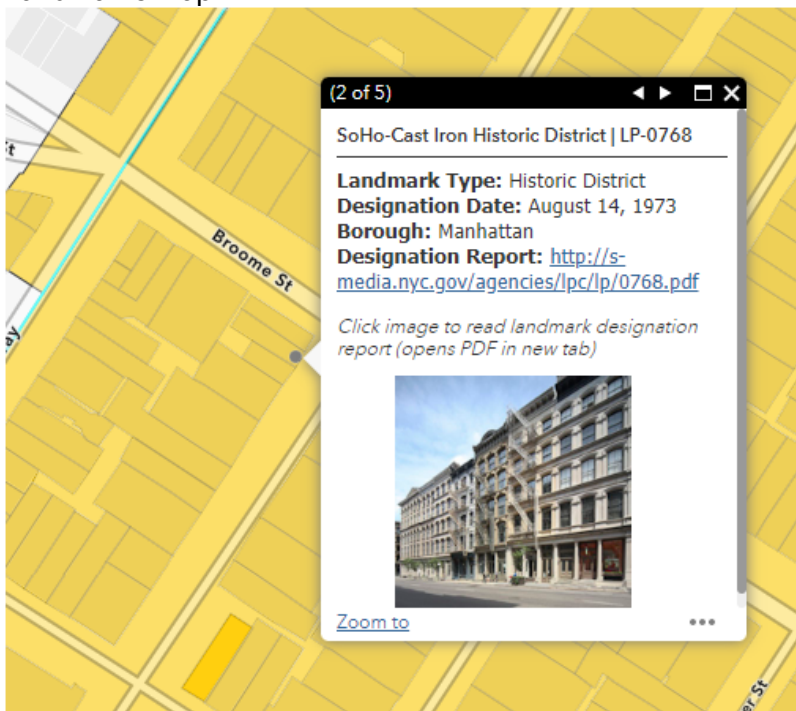 (2 of 5)
SoHo-Cast Iron Historic District | LP-0768
Landmark Type: Historic District
Designation Date: August 14, 1973
Borough: Manhattan
Designation Report: http://s-
media.nyc.gov/agencies/lpc/lp/0768.pdf
Click image to read landmark designation
report (opens PDF in new tab)
Zoom to
Broome St